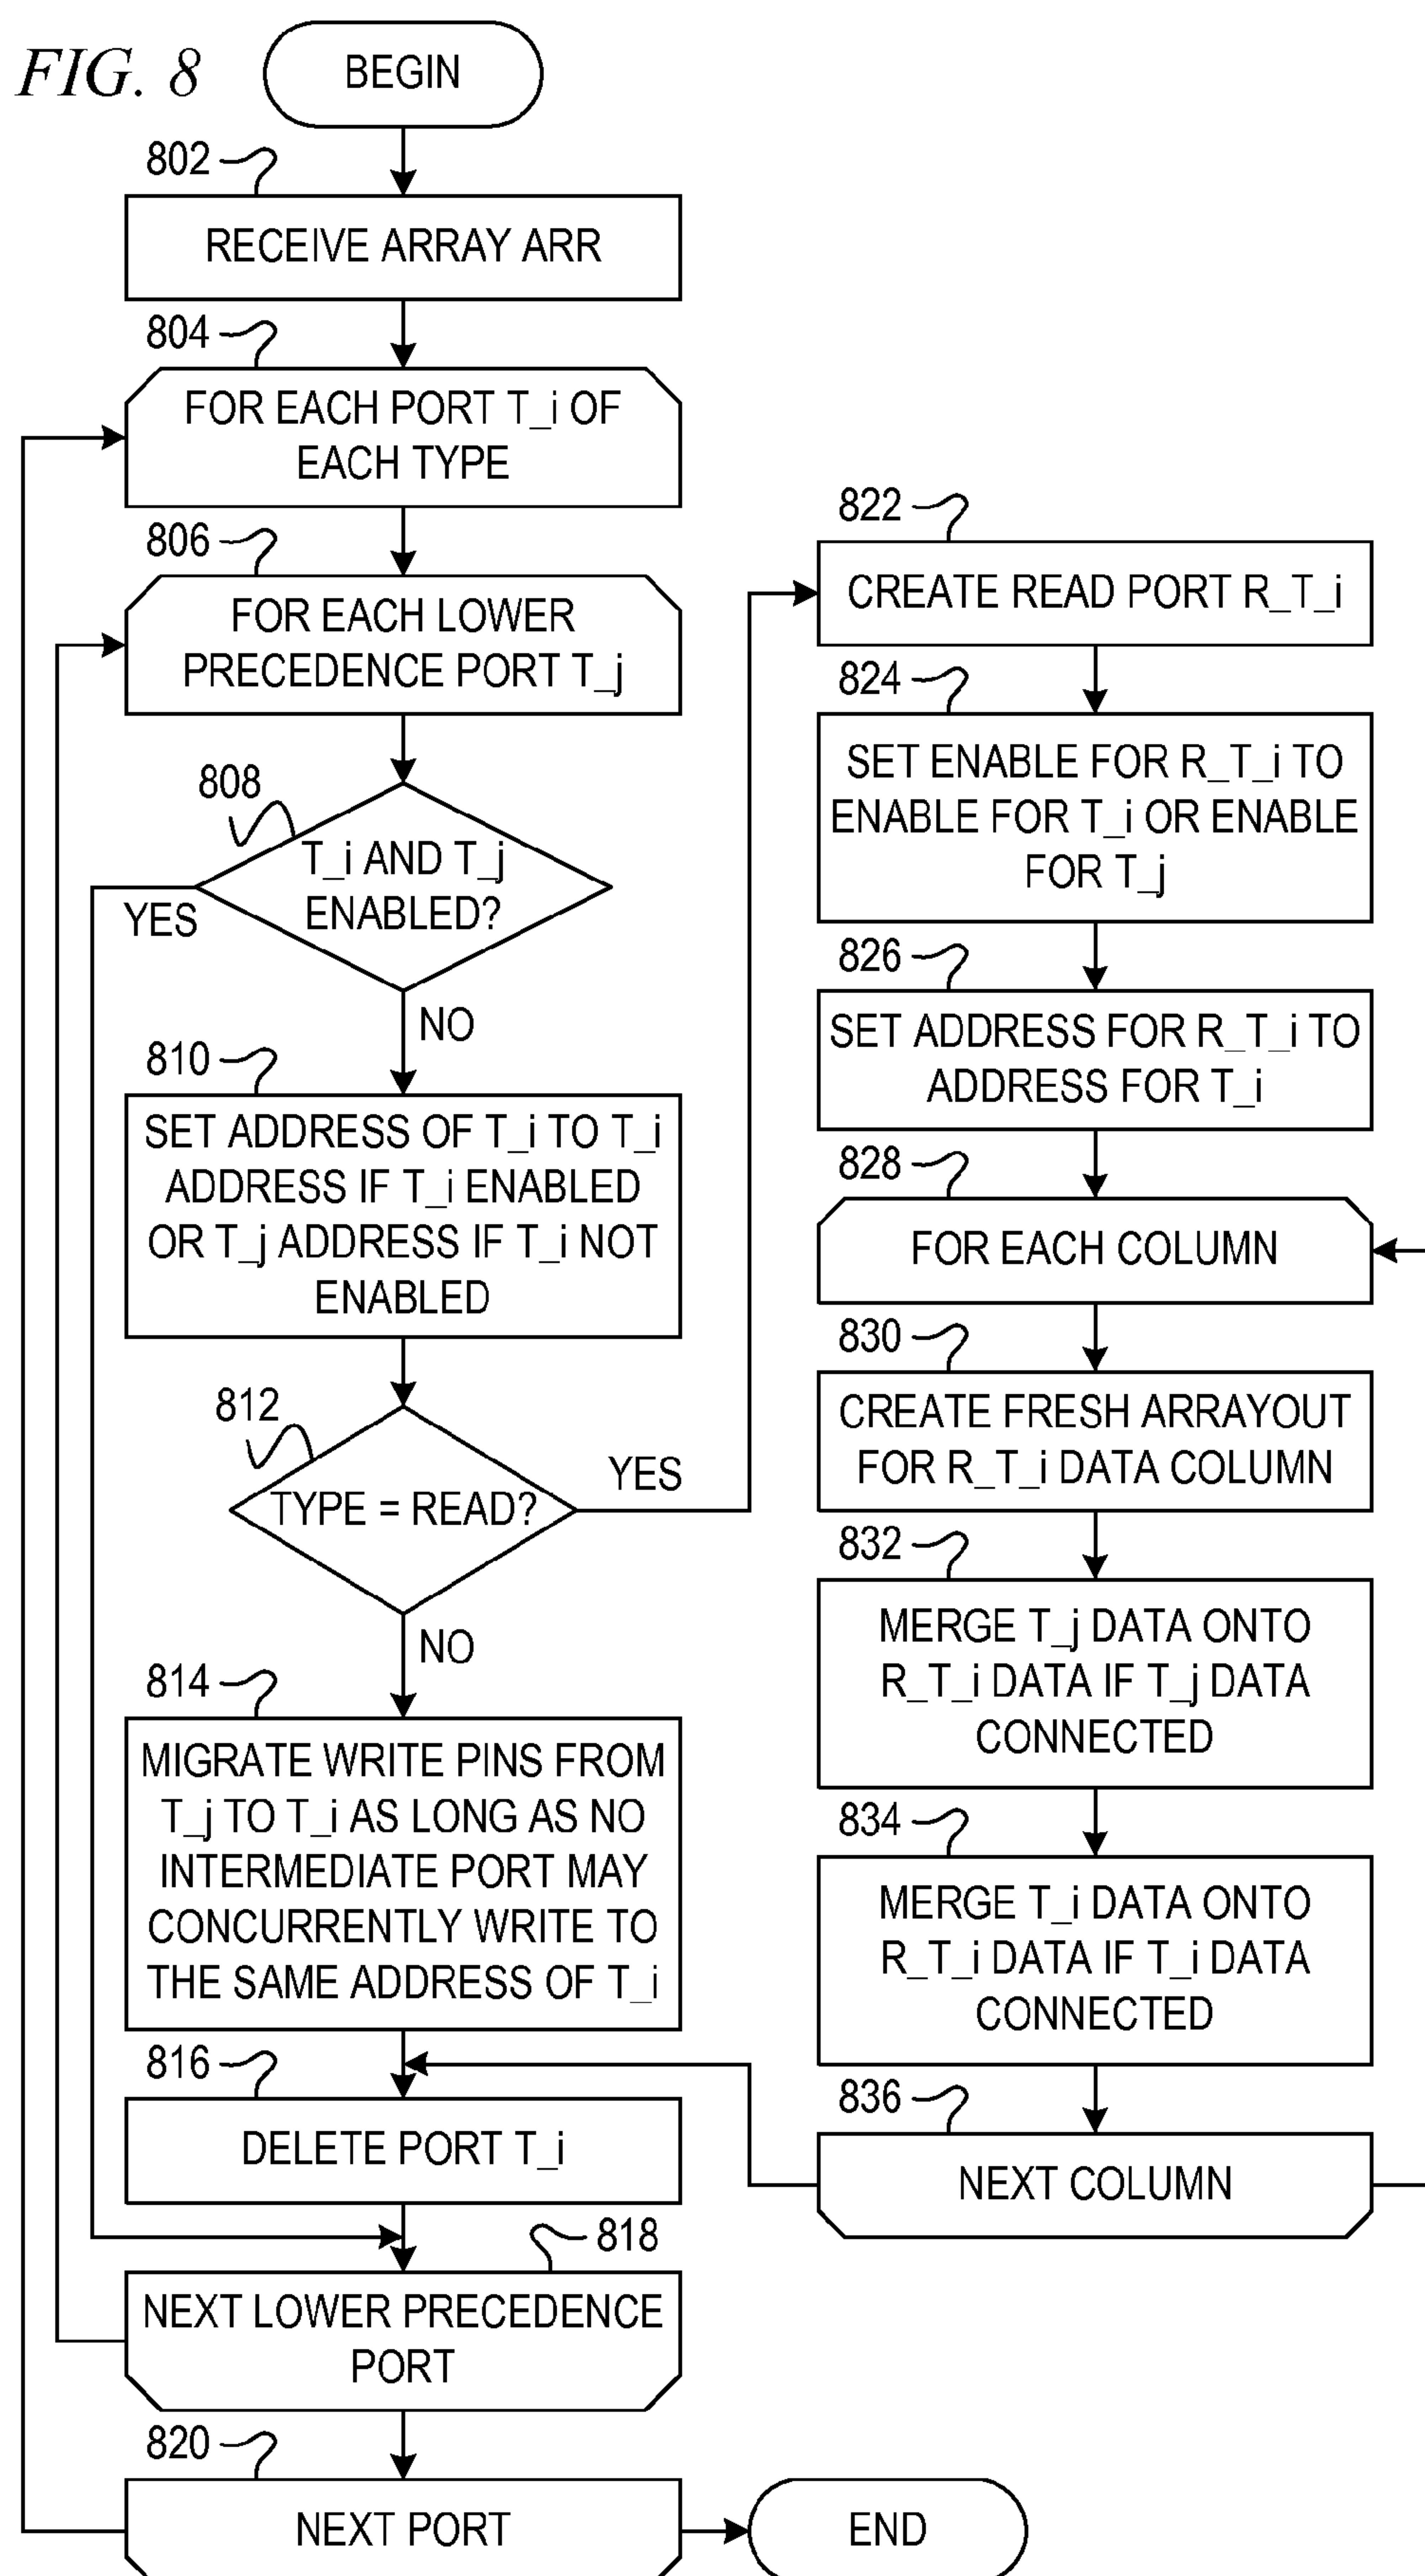 FIG. 8
BEGIN
802
RECEIVE ARRAY ARR
804
FOR EACH PORT T_i OF
EACH TYPE
806
FOR EACH LOWER
PRECEDENCE PORT T_j
808
T_i AND T_j
ENABLED?
YES
NO
810
SET ADDRESS OF T_i TO T_i
ADDRESS IF T_i ENABLED
OR T_j ADDRESS IF T_i NOT
ENABLED
812
TYPE = READ?
YES
NO
814
MIGRATE WRITE PINS FROM
T_j TO T_i AS LONG AS NO
INTERMEDIATE PORT MAY
CONCURRENTLY WRITE TO
THE SAME ADDRESS OF T_i
816
DELETE PORT T_i
818
NEXT LOWER PRECEDENCE
PORT
820
NEXT PORT
END
822
CREATE READ PORT R_T_i
824
SET ENABLE FOR R_T_i TO
ENABLE FOR T_i OR ENABLE
FOR T_j
826
SET ADDRESS FOR R_T_i TO
ADDRESS FOR T_i
828
FOR EACH COLUMN
830
CREATE FRESH ARRAYOUT
FOR R_T_i DATA COLUMN
832
MERGE T_j DATA ONTO
R_T_i DATA IF T_j DATA
CONNECTED
834
MERGE T_i DATA ONTO
R_T_i DATA IF T_i DATA
CONNECTED
836
NEXT COLUMN